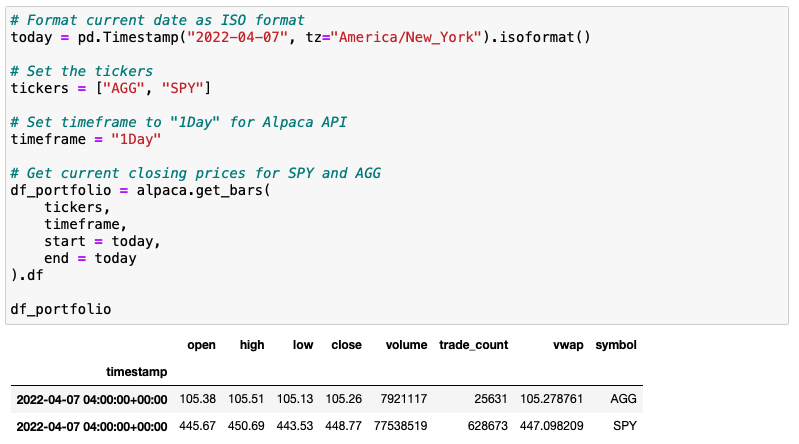 # Format current date as ISO format
today = pd.Timestamp("2022-04-07", tz="America/New_York").isoformat()
# Set the tickers
tickers = ["AGG", "SPY"]
# Set timeframe to "1Day" for Alpaca API
timeframe = "1Day"
# Get current closing prices for SPY and AGG
df_portfolio = alpaca.get_bars(
    tickers,
    timeframe,
    start = today,
    end = today
).df
df_portfolio
open high low close volume trade_count vwap symbol
timestamp
2022-04-07 04:00:00+00:00 105.38 105.51 105.13 105.26 7921117 25631 105.278761 AGG
2022-04-07 04:00:00+00:00 445.67 450.69 443.53 448.77 77538519 628673 447.098209 SPY